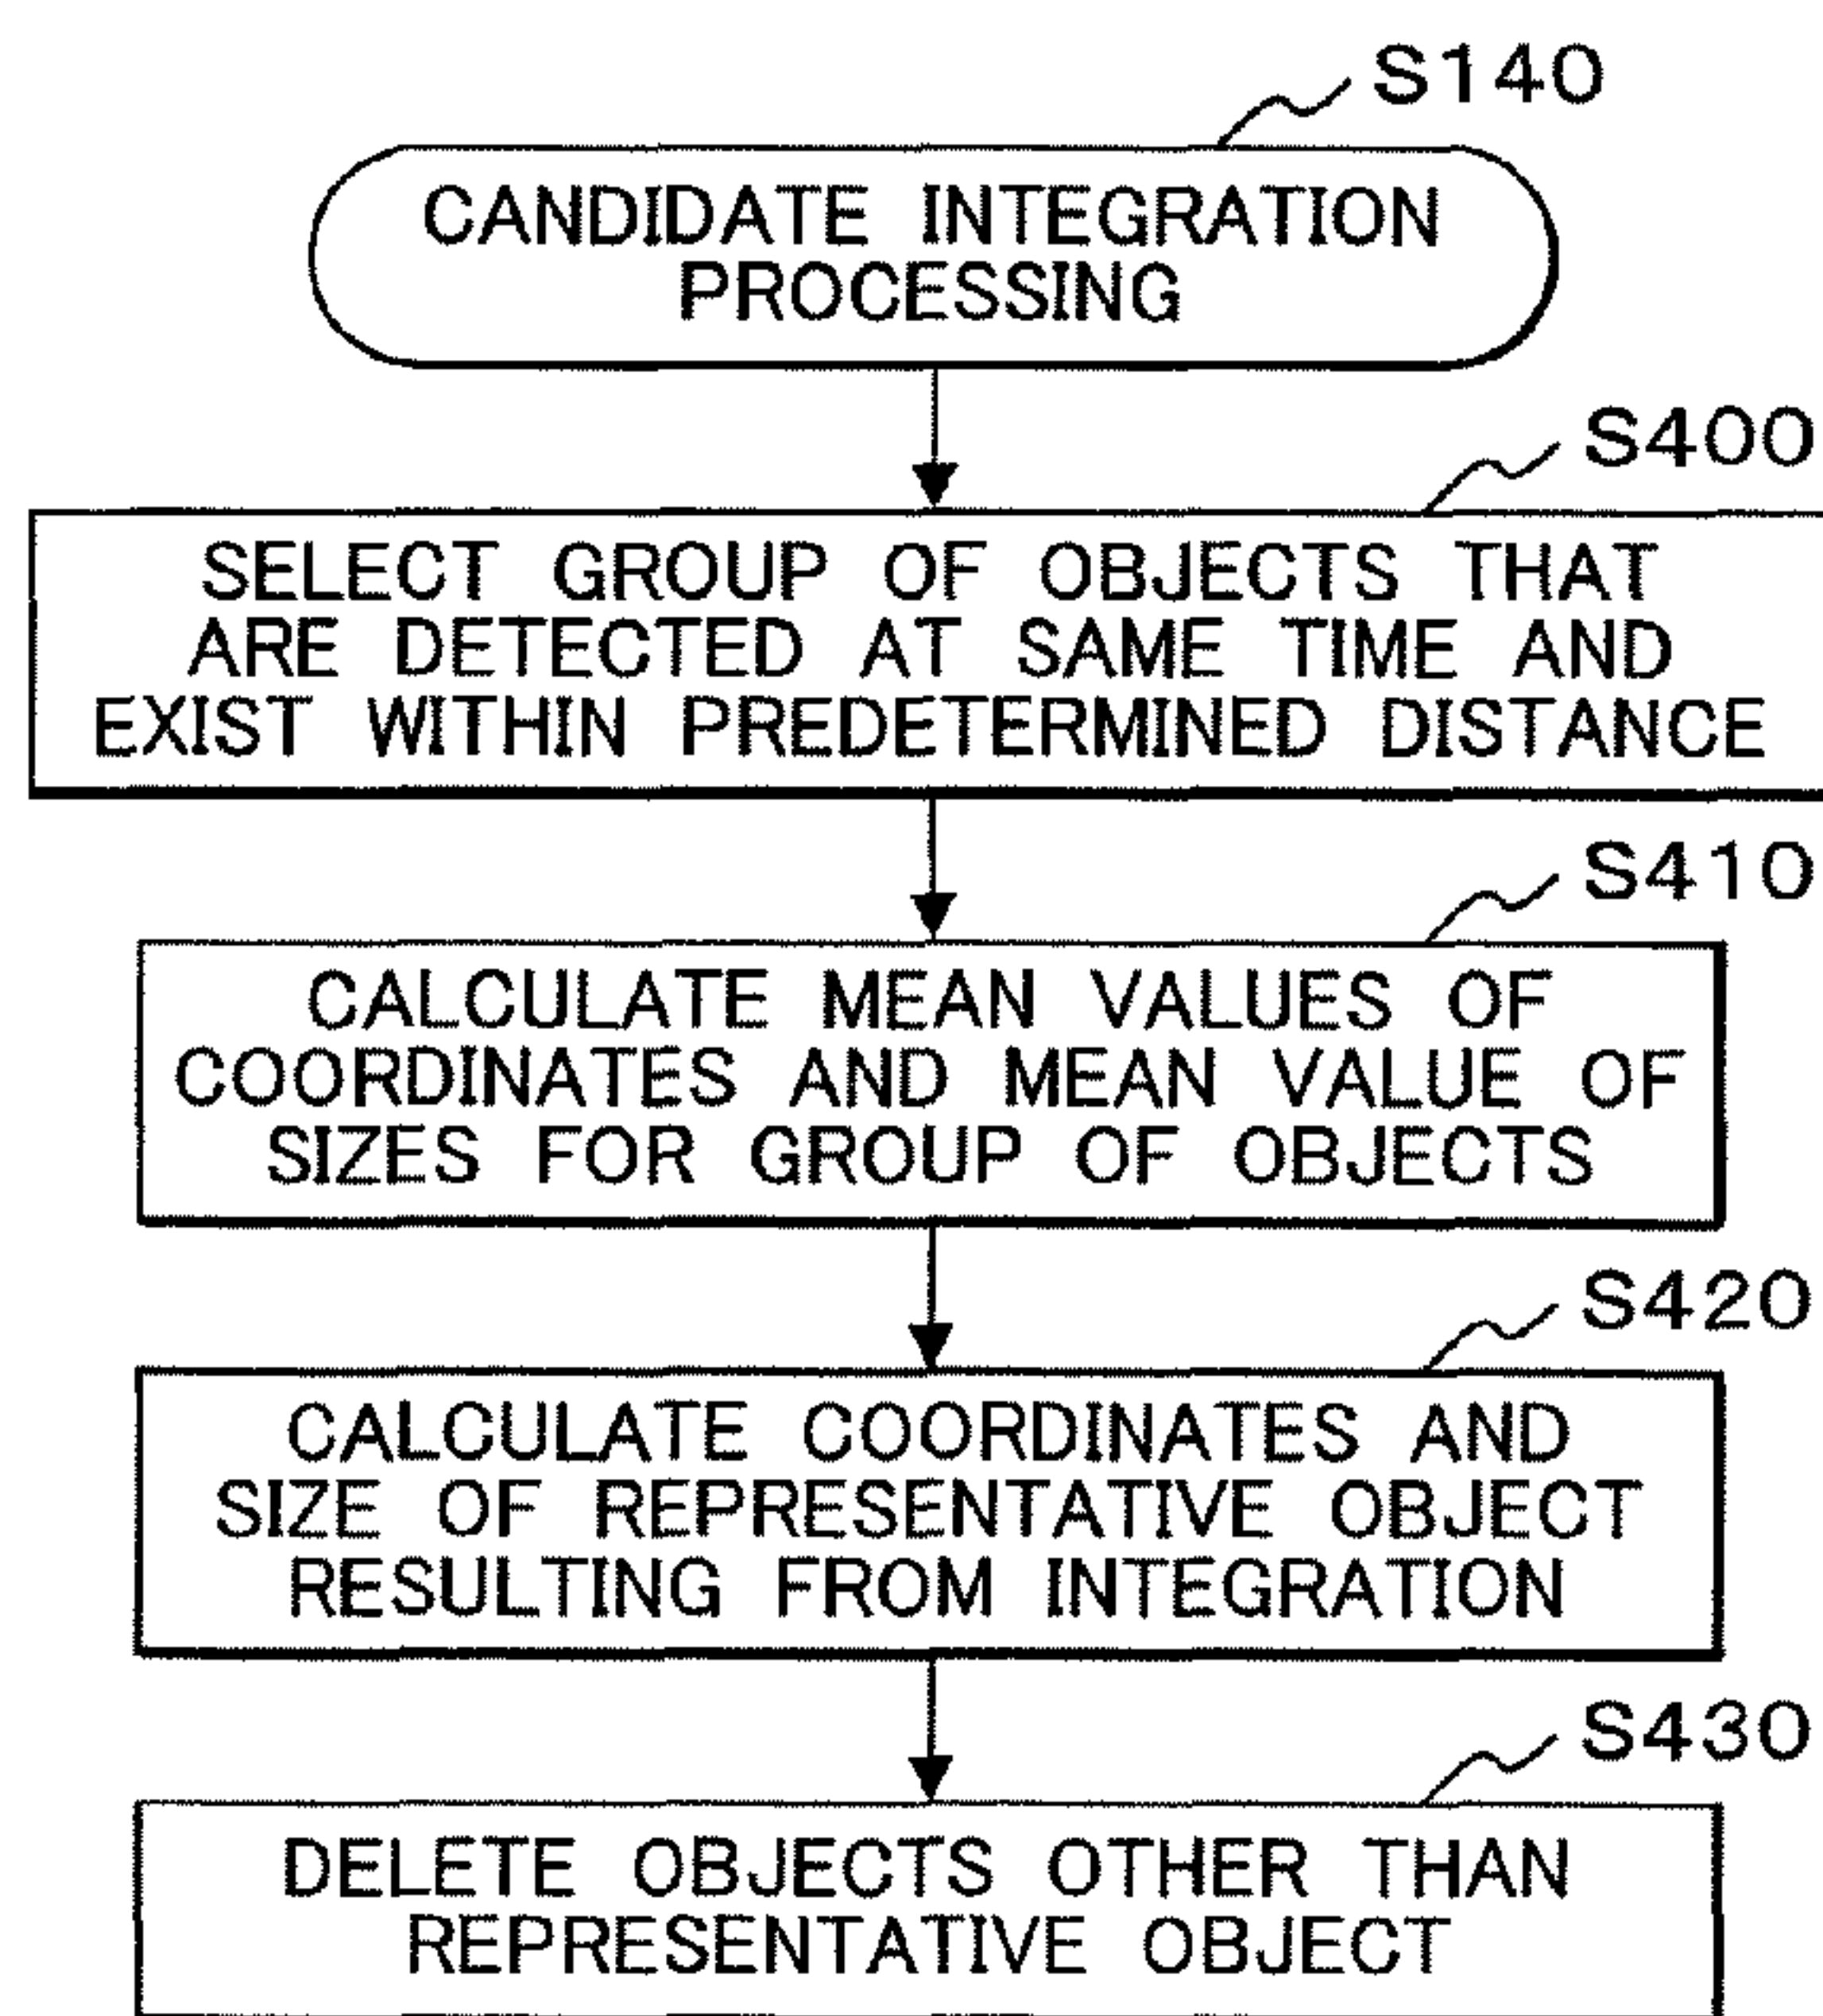 S140
CANDIDATE INTEGRATION
PROCESSING
S400
SELECT GROUP OF OBJECTS THAT
ARE DETECTED AT SAME TIME AND
EXIST WITHIN PREDETERMINED DISTANCE
S410
CALCULATE MEAN VALUES OF
COORDINATES AND MEAN VALUE OF
SIZES FOR GROUP OF OBJECTS
S420
CALCULATE COORDINATES AND
SIZE OF REPRESENTATIVE OBJECT
RESULTING FROM INTEGRATION
S430
DELETE OBJECTS OTHER THAN
REPRESENTATIVE OBJECT